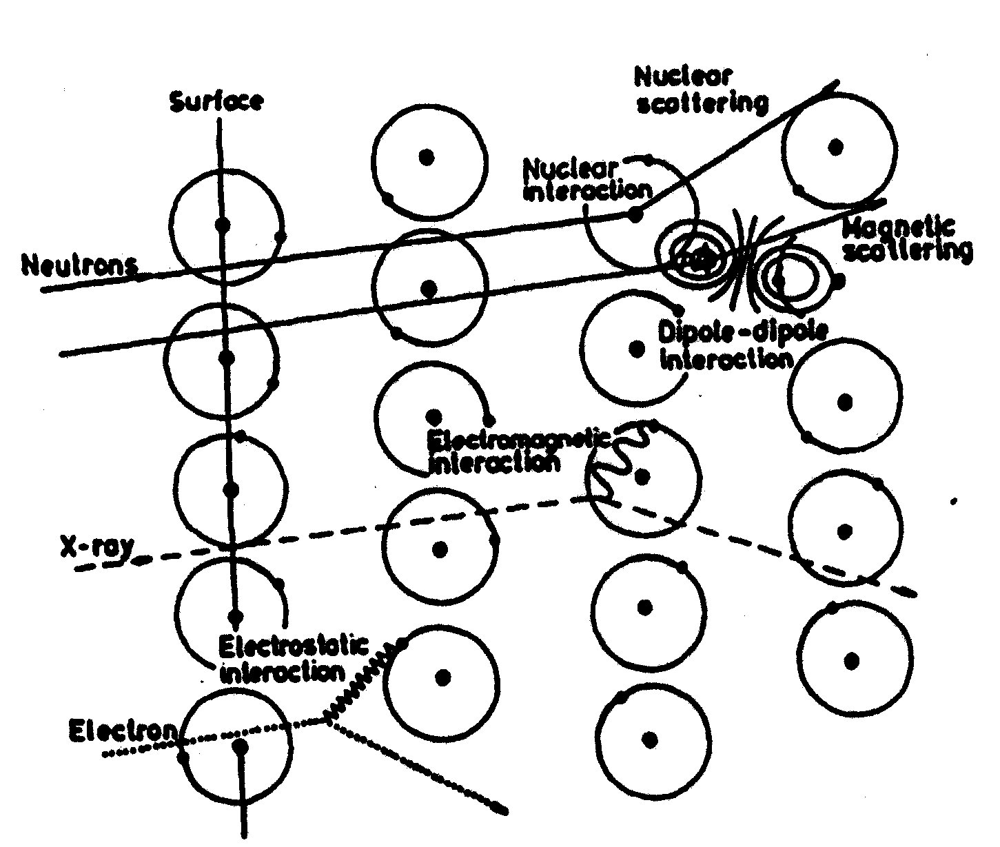 Nuclear
scattering
Surface
Nuclear
interaction
Magnetic
scattering
Neutrons
Dipole-dipole
interaction
Electromagnetic
interaction
X-ray
Electrostatic
interaction
Electron